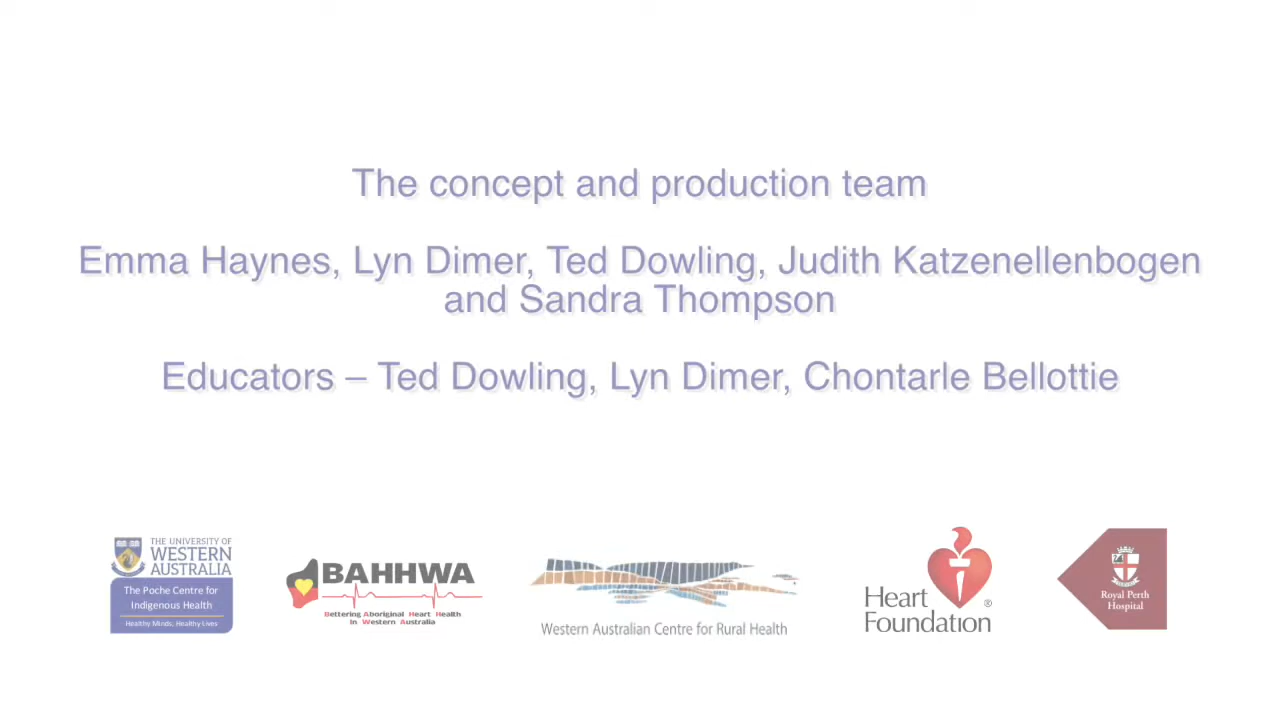 The concept and production team
Emma Haynes, Lyn Dimer, Ted Dowling, Judith Katzenellenbogen
and Sandra Thompson
Educators – Ted Dowling, Lyn Dimer, Chontarle Bellottie
THE UNIVERSITY OF
WESTERN
AUSTRALIA
The Poche Centre for
Indigenous Health
Healthy Minds, Healthy Lives
BAHHWA
Bettering Aboriginal Heart Health
in Western Australia
Western Australian Centre for Rural Health
Heart
Foundation®
Royal Perth
Hospital